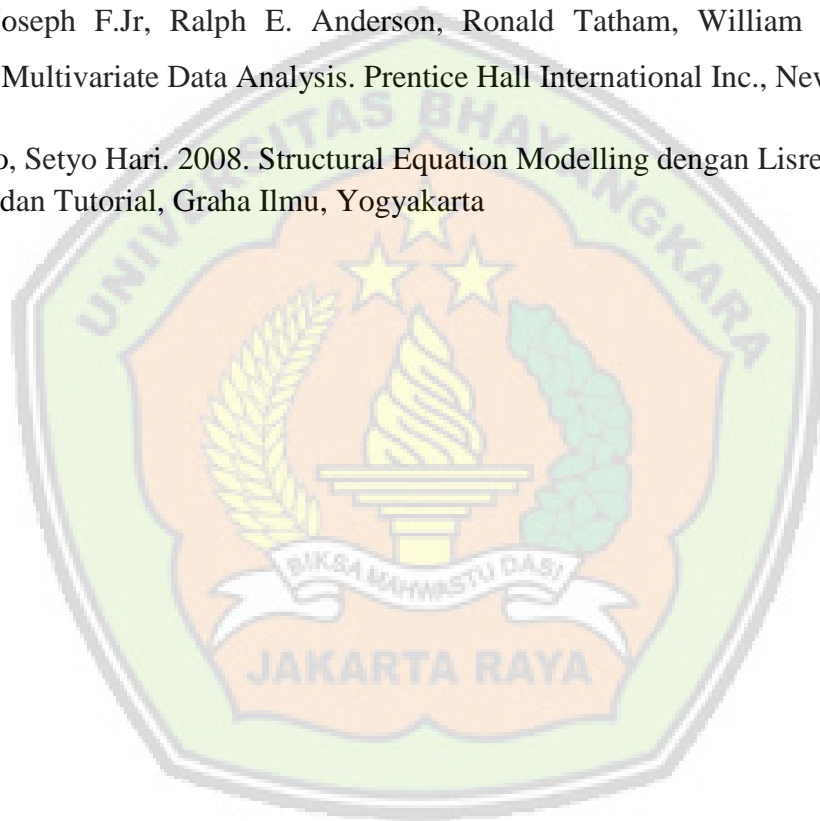 oseph F.Jr, Ralph E. Anderson, Ronald Tatham, William
Multivariate Data Analysis. Prentice Hall International Inc., Nev
o, Setyo Hari. 2008. Structural Equation Modelling dengan Lisre
dan Tutorial, Graha Ilmu, Yogyakarta
UNIVERSITAS BHAYANGKARA
BIKSA MAHWASTU DASI
JAKARTA RAYA